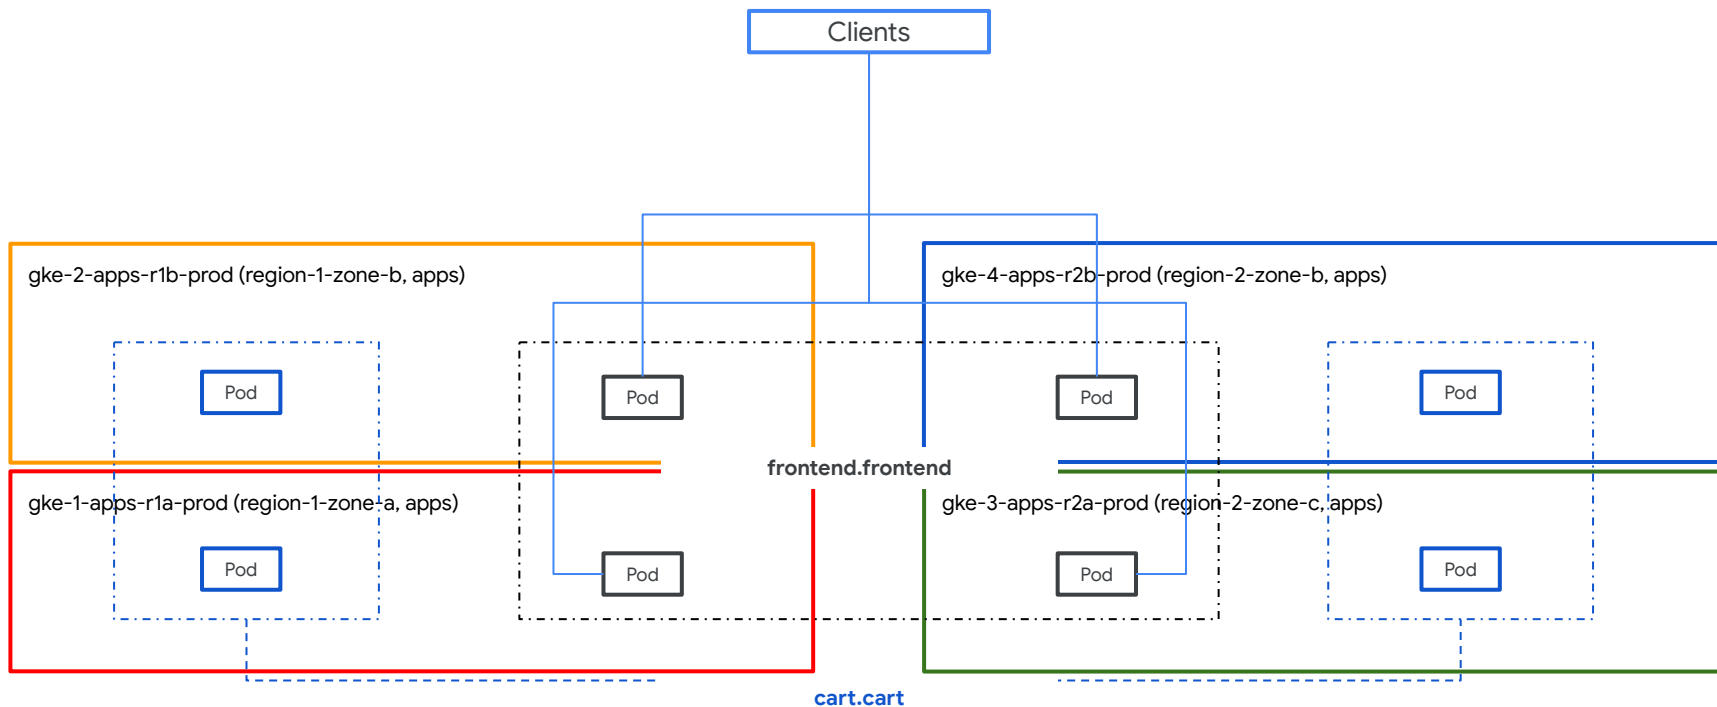 Clients
gke-2-apps-r1b-prod (region-1-zone-b, apps)
gke-4-apps-r2b-prod (region-2-zone-b, apps)
Pod
Pod
Pod
Pod
frontend.frontend
gke-1-apps-r1a-prod (region-1-zone-a, apps)
gke-3-apps-r2a-prod (region-2-zone-c, apps)
Pod
Pod
Pod
Pod
cart.cart